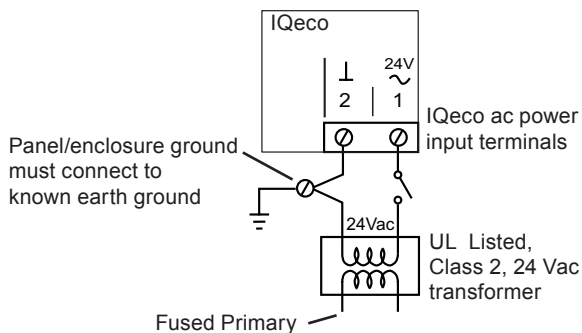 IQeco
24V
2 1
IQeco ac power
input terminals
Panel/enclosure ground
must connect to
known earth ground
24Vac
UL Listed,
Class 2, 24 Vac
transformer
Fused Primary